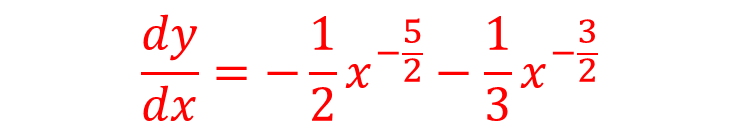 dy/dx = −1/2 x^(−5/2) − 1/3 x^(−3/2)